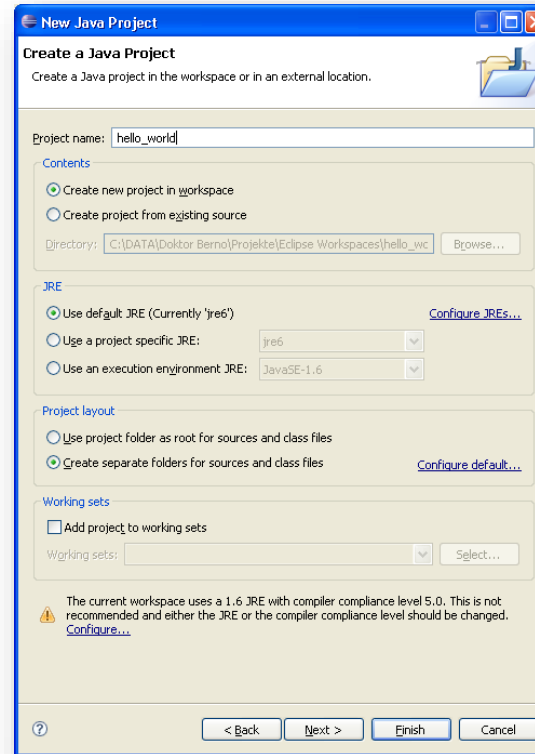 New Java Project
Create a Java Project
Create a Java project in the workspace or in an external location.
Project name: hello_world
Contents
Create new project in workspace
Create project from existing source
Directory: C:\DATA\Doktor Berno\Projekte\Eclipse Workspaces\hello_wc Browse...
JRE
Use default JRE (Currently 'jre6') Configure JREs...
Use a project specific JRE: jre6
Use an execution environment JRE: JavaSE-1.6
Project layout
Use project folder as root for sources and class files
Create separate folders for sources and class files Configure default...
Working sets
Add project to working sets
Working sets: Select...
The current workspace uses a 1.6 JRE with compiler compliance level 5.0. This is not
recommended and either the JRE or the compiler compliance level should be changed.
Configure...
? < Back Next > Finish Cancel